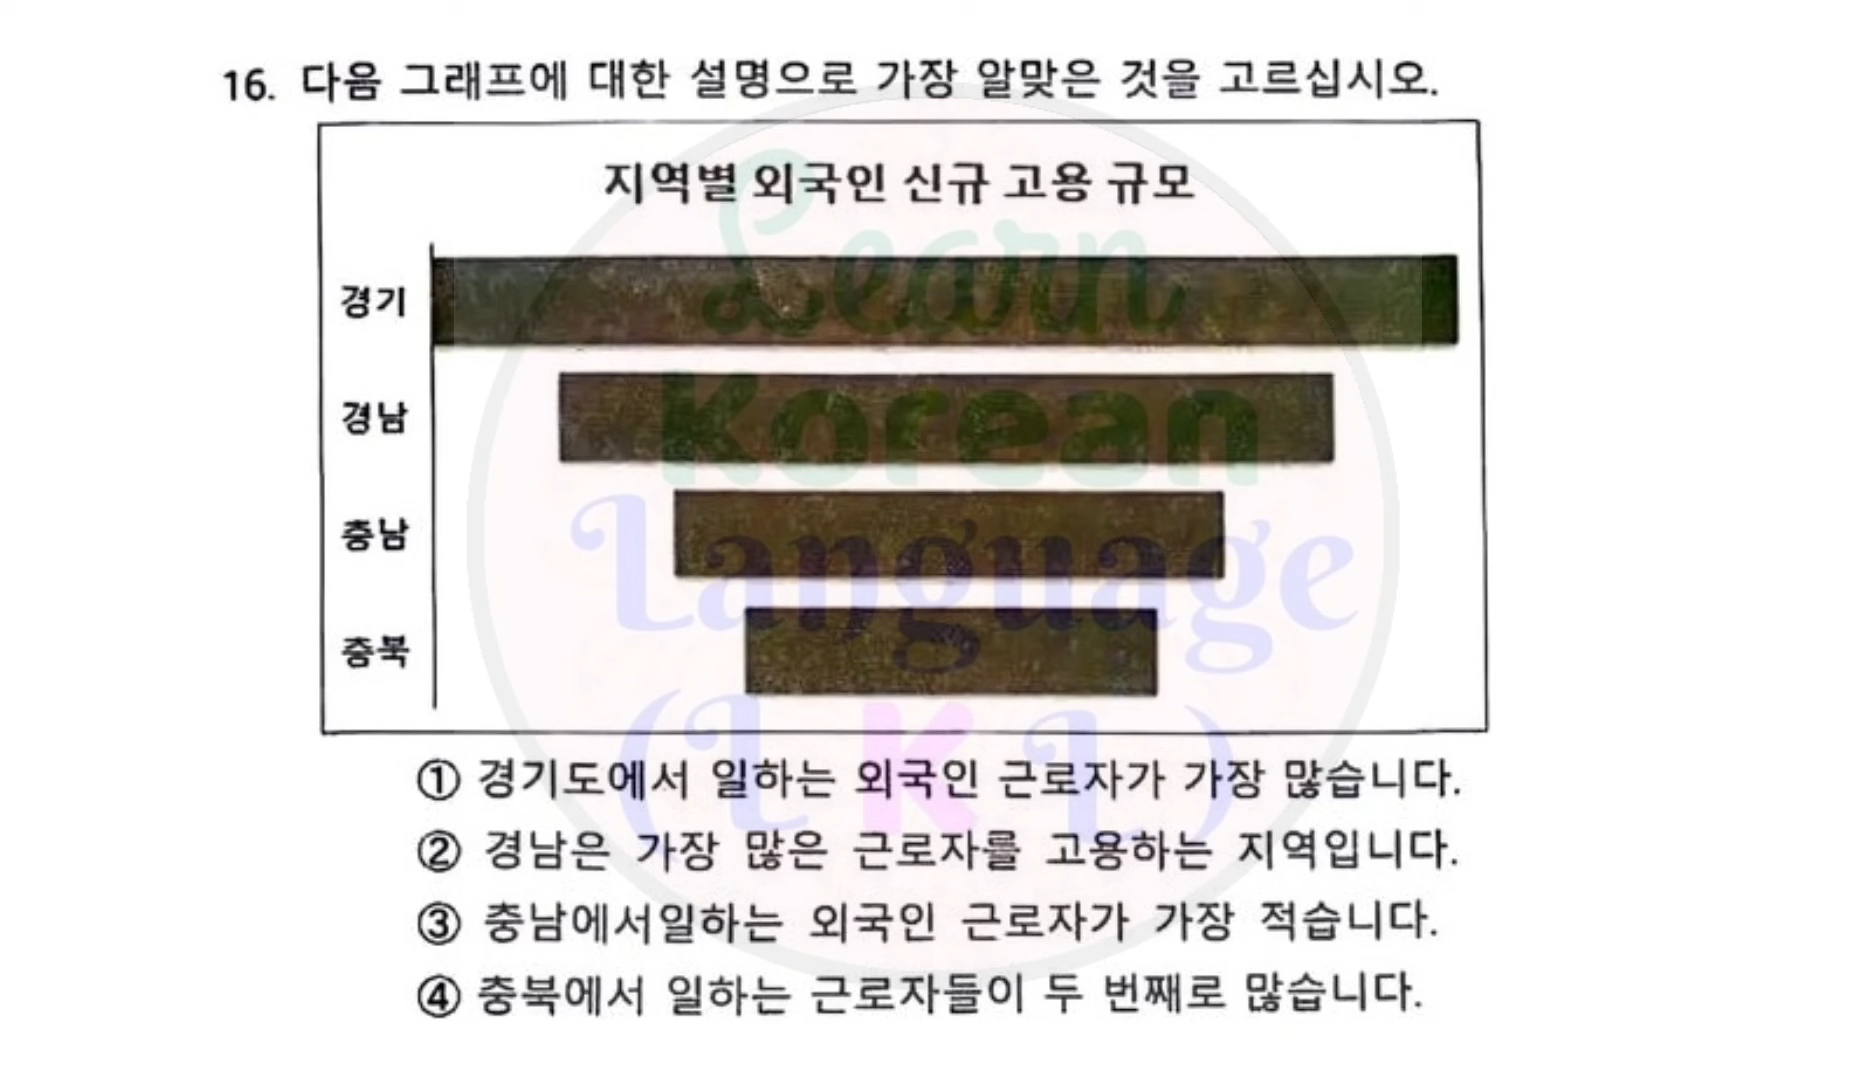 16. 다음 그래프에 대한 설명으로 가장 알맞은 것을 고르십시오.
지역별 외국인 신규 고용 규모
경기
경남
충남
충북
Learn
Korean
Language
(LKL)
① 경기도에서 일하는 외국인 근로자가 가장 많습니다.
② 경남은 가장 많은 근로자를 고용하는 지역입니다.
③ 충남에서일하는 외국인 근로자가 가장 적습니다.
④ 충북에서 일하는 근로자들이 두 번째로 많습니다.